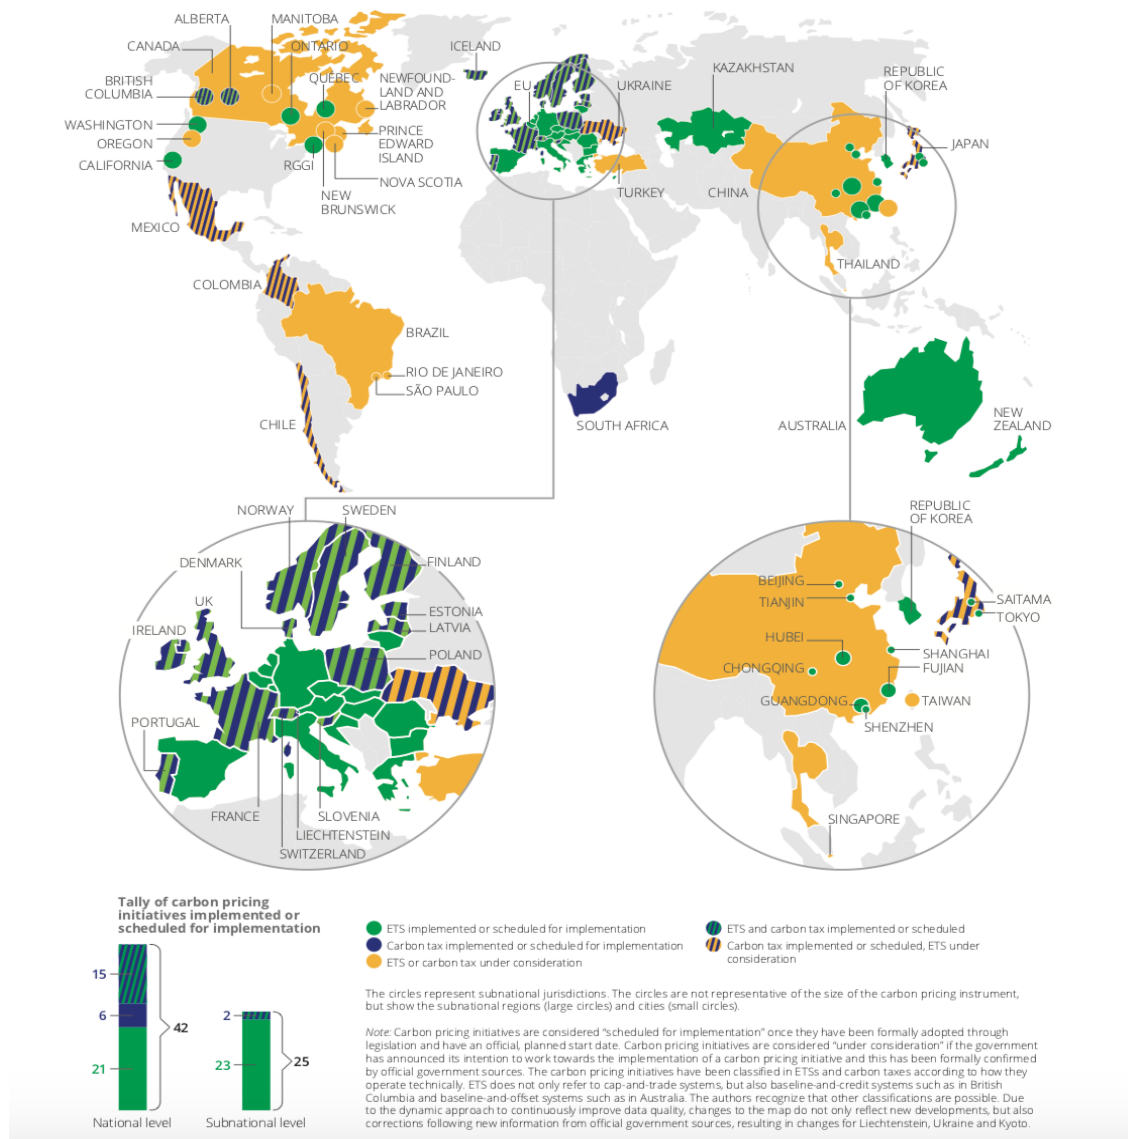 ALBERTA
MANITOBA
CANADA
ONTARIO
ICELAND
BRITISH
COLUMBIA
QUÉBEC
NEWFOUND-
LAND AND
LABRADOR
WASHINGTON
OREGON
CALIFORNIA
RGGI
PRINCE
EDWARD
ISLAND
NOVA SCOTIA
NEW
BRUNSWICK
MEXICO
EU
UKRAINE
TURKEY
KAZAKHSTAN
REPUBLIC
OF KOREA
JAPAN
CHINA
THAILAND
COLOMBIA
BRAZIL
RIO DE JANEIRO
SÃO PAULO
CHILE
SOUTH AFRICA
AUSTRALIA
NEW
ZEALAND
NORWAY
SWEDEN
DENMARK
FINLAND
UK
IRELAND
ESTONIA
LATVIA
POLAND
PORTUGAL
FRANCE
SLOVENIA
LIECHTENSTEIN
SWITZERLAND
REPUBLIC
OF KOREA
BEIJING
TIANJIN
SAITAMA
TOKYO
HUBEI
SHANGHAI
FUJIAN
CHONGQING
GUANGDONG
TAIWAN
SHENZHEN
SINGAPORE
Tally of carbon pricing
initiatives implemented or
scheduled for implementation
15
6
21
42
National level
2
23
25
Subnational level
ETS implemented or scheduled for implementation
Carbon tax implemented or scheduled for implementation
ETS or carbon tax under consideration
ETS and carbon tax implemented or scheduled
Carbon tax implemented or scheduled, ETS under
consideration
The circles represent subnational jurisdictions. The circles are not representative of the size of the carbon pricing instrument,
but show the subnational regions (large circles) and cities (small circles).
Note: Carbon pricing initiatives are considered “scheduled for implementation” once they have been formally adopted through
legislation and have an official, planned start date. Carbon pricing initiatives are considered “under consideration” if the government
has announced its intention to work towards the implementation of a carbon pricing initiative and this has been formally confirmed
by official government sources. The carbon pricing initiatives have been classified in ETSs and carbon taxes according to how they
operate technically. ETS does not only refer to cap-and-trade systems, but also baseline-and-credit systems such as in British
Columbia and baseline-and-offset systems such as in Australia. The authors recognize that other classifications are possible. Due
to the dynamic approach to continuously improve data quality, changes to the map do not only reflect new developments, but also
corrections following new information from official government sources, resulting in changes for Liechtenstein, Ukraine and Kyoto.